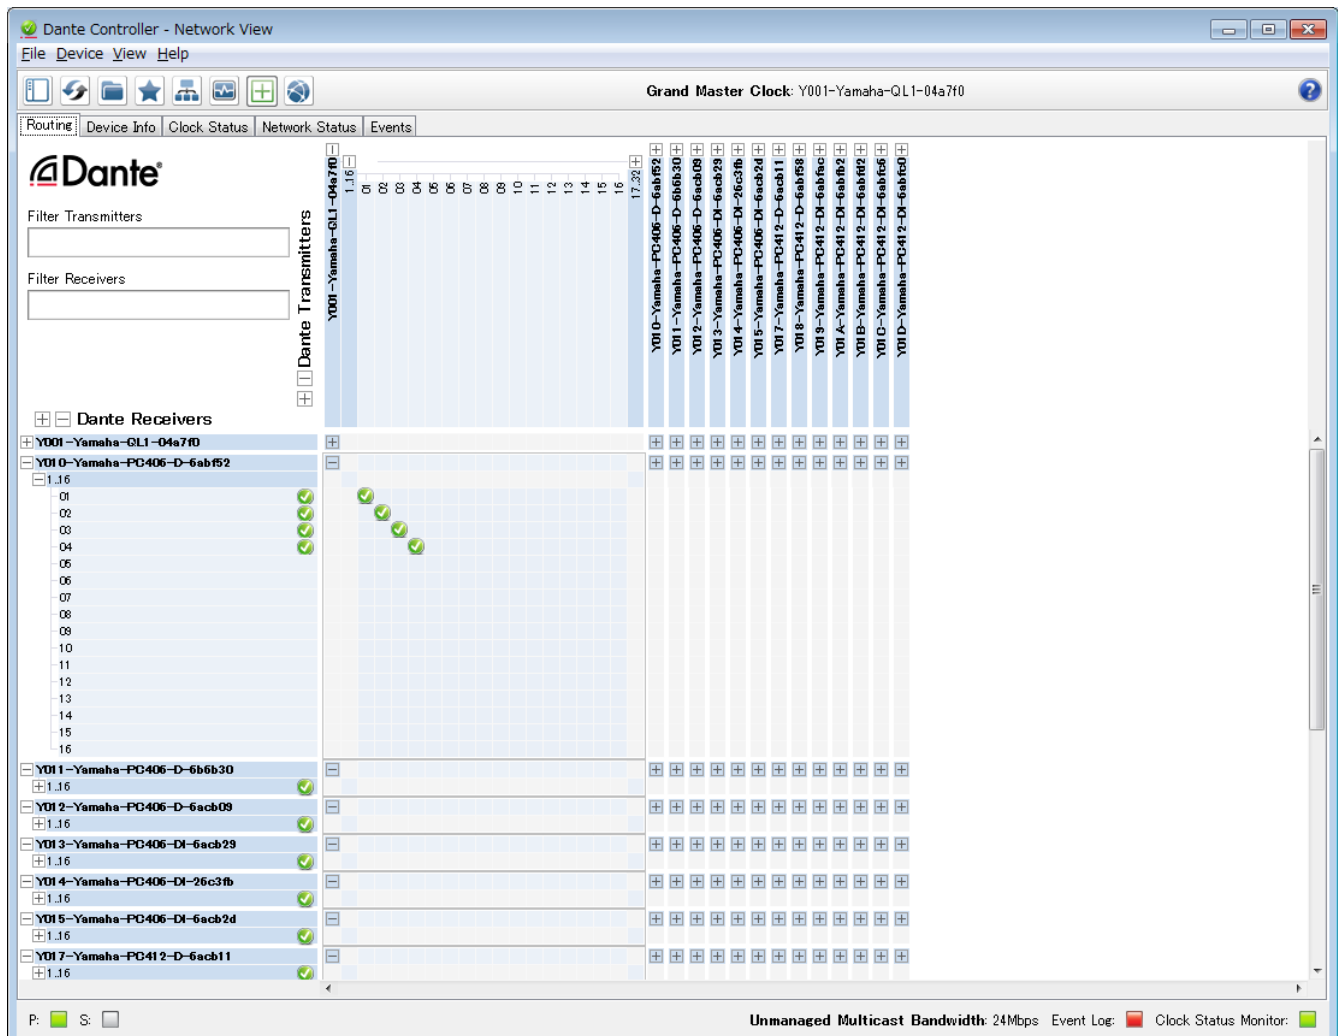 Dante Controller - Network View
File Device View Help
Grand Master Clock: Y001-Yamaha-QL1-04a7f0
Routing Device Info Clock Status Network Status Events
Dante
Filter Transmitters
Filter Receivers
Dante Transmitters
Dante Receivers
Y001-Yamaha-QL1-04a7f0
1..16
01 02 03 04 05 06 07 08 09 10 11 12 13 14 15 16
17..32
Y010-Yamaha-PC406-D-6abf52
Y011-Yamaha-PC406-D-6b6b30
Y012-Yamaha-PC406-D-6acb09
Y013-Yamaha-PC406-DI-6acb29
Y014-Yamaha-PC406-DI-26c3fb
Y015-Yamaha-PC406-DI-6acb2d
Y017-Yamaha-PC412-D-6acb11
Y018-Yamaha-PC412-D-6abf58
Y019-Yamaha-PC412-DI-6abfac
Y01A-Yamaha-PC412-DI-6abfb2
Y01B-Yamaha-PC412-DI-6abfd2
Y01C-Yamaha-PC412-DI-6abfc6
Y01D-Yamaha-PC412-DI-6abfc0
Y001-Yamaha-QL1-04a7f0
Y010-Yamaha-PC406-D-6abf52
1..16
01
02
03
04
05
06
07
08
09
10
11
12
13
14
15
16
Y011-Yamaha-PC406-D-6b6b30
1..16
Y012-Yamaha-PC406-D-6acb09
1..16
Y013-Yamaha-PC406-DI-6acb29
1..16
Y014-Yamaha-PC406-DI-26c3fb
1..16
Y015-Yamaha-PC406-DI-6acb2d
1..16
Y017-Yamaha-PC412-D-6acb11
1..16
P: S: Unmanaged Multicast Bandwidth: 24Mbps Event Log: Clock Status Monitor: